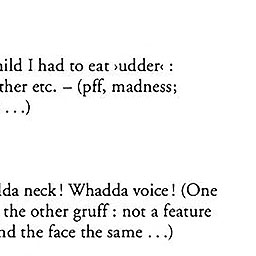 hild I had to eat ›udder‹ :
ther etc. – (pff, madness;
. . .)
dda neck ! Whadda voice ! (One
the other gruff : not a feature
nd the face the same . . .)